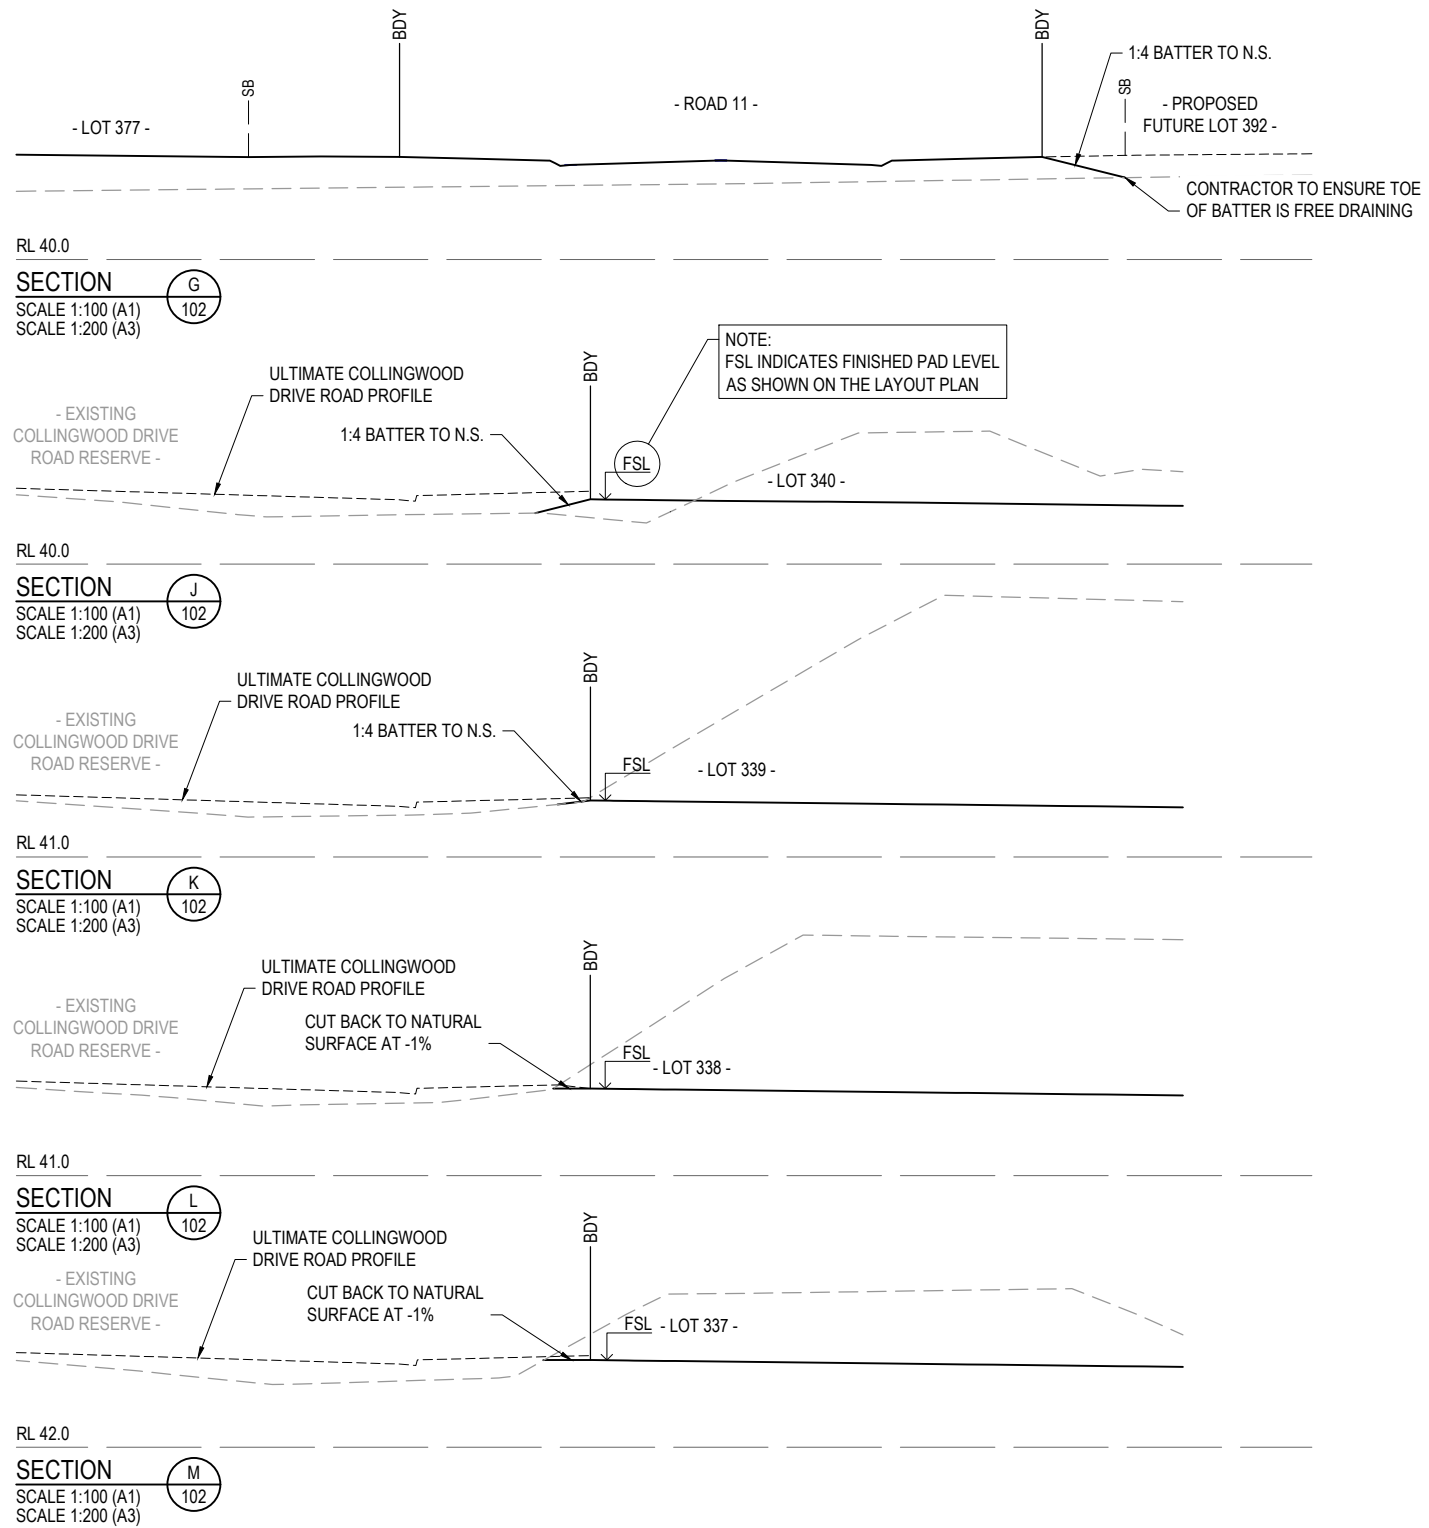 BDY
BDY
1:4 BATTER TO N.S.
SB
SB
- ROAD 11 -
- PROPOSED
FUTURE LOT 392 -
- LOT 377 -
CONTRACTOR TO ENSURE TOE
OF BATTER IS FREE DRAINING
RL 40.0
SECTION
G
102
SCALE 1:100 (A1)
SCALE 1:200 (A3)
NOTE:
FSL INDICATES FINISHED PAD LEVEL
AS SHOWN ON THE LAYOUT PLAN
ULTIMATE COLLINGWOOD
DRIVE ROAD PROFILE
BDY
- EXISTING
COLLINGWOOD DRIVE
ROAD RESERVE -
1:4 BATTER TO N.S.
FSL
- LOT 340 -
RL 40.0
SECTION
J
102
SCALE 1:100 (A1)
SCALE 1:200 (A3)
ULTIMATE COLLINGWOOD
DRIVE ROAD PROFILE
BDY
- EXISTING
COLLINGWOOD DRIVE
ROAD RESERVE -
1:4 BATTER TO N.S.
FSL
- LOT 339 -
RL 41.0
SECTION
K
102
SCALE 1:100 (A1)
SCALE 1:200 (A3)
ULTIMATE COLLINGWOOD
DRIVE ROAD PROFILE
BDY
- EXISTING
COLLINGWOOD DRIVE
ROAD RESERVE -
CUT BACK TO NATURAL
SURFACE AT -1%
FSL
- LOT 338 -
RL 41.0
SECTION
L
102
SCALE 1:100 (A1)
SCALE 1:200 (A3)
ULTIMATE COLLINGWOOD
DRIVE ROAD PROFILE
BDY
- EXISTING
COLLINGWOOD DRIVE
ROAD RESERVE -
CUT BACK TO NATURAL
SURFACE AT -1%
FSL
- LOT 337 -
RL 42.0
SECTION
M
102
SCALE 1:100 (A1)
SCALE 1:200 (A3)